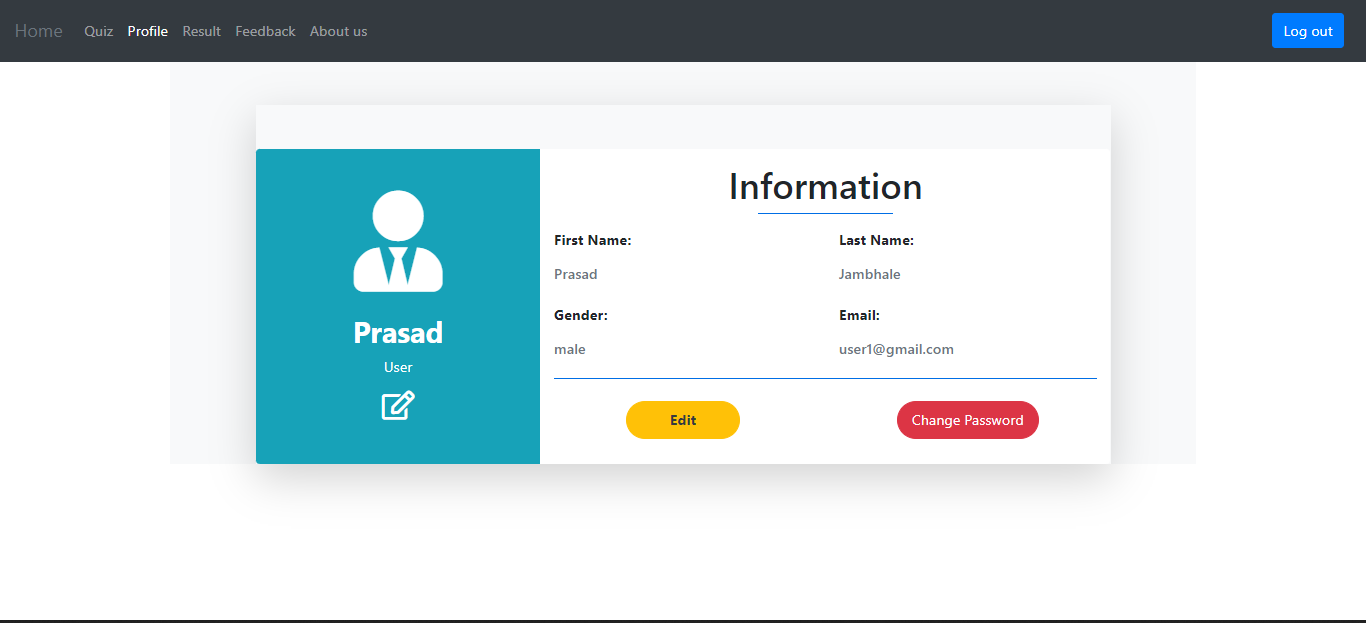 Home Quiz Profile Result Feedback About us Log out
Information
First Name: Last Name:
Prasad Jambhale
Gender: Email:
male user1@gmail.com
Edit Change Password
Prasad
User